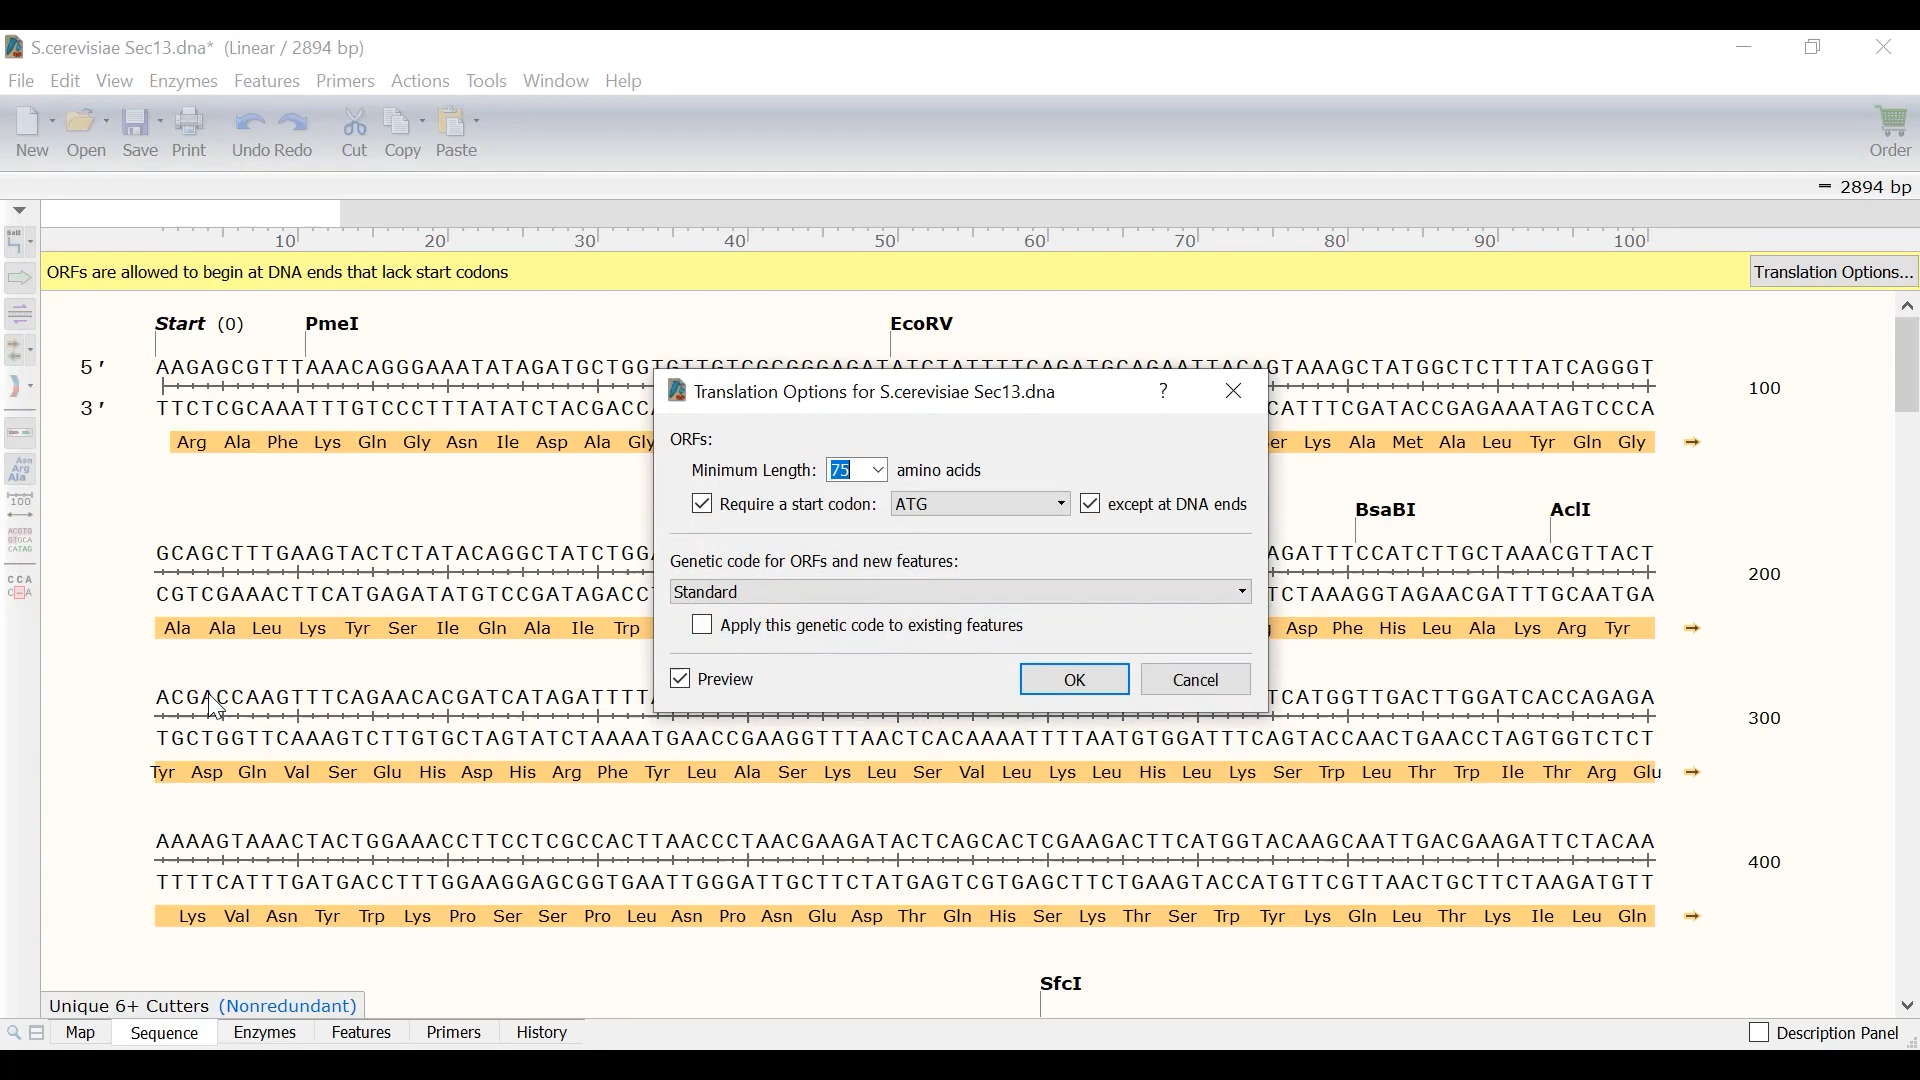 S.cerevisiae Sec13.dna* (Linear / 2894 bp)
File Edit View Enzymes Features Primers Actions Tools Window Help
New Open Save Print Undo Redo Cut Copy Paste Order
= 2894 bp
10 20 30 40 50 60 70 80 90 100
ORFs are allowed to begin at DNA ends that lack start codons Translation Options...
Start (0) PmeI EcoRV
5' AAGAGCGTTTAAACAGGGAAATATAGATGCTGGTGTTGTCGCGGGAGATATCTATTTTCAGATGCAGAATTACAGTAAAGCTATGGCTCTTTATCAGGGT
100
3' TTCTCGCAAATTTGTCCCTTTATATCTACGACCA CATTTCGATACCGAGAAATAGTCCCA
Arg Ala Phe Lys Gln Gly Asn Ile Asp Ala Gly Lys Ala Met Ala Leu Tyr Gln Gly
Translation Options for S.cerevisiae Sec13.dna ?
ORFs:
Minimum Length: 75 amino acids
Require a start codon: ATG except at DNA ends
Genetic code for ORFs and new features:
Standard
Apply this genetic code to existing features
Preview OK Cancel
BsaBI AclI
GCAGCTTTGAAGTACTCTATACAGGCTATCTGGA AGATTTCCATCTTGCTAAACGTTACT
200
CGTCGAAACTTCATGAGATATGTCCGATAGACCT TCTAAAGGTAGAACGATTTGCAATGA
Ala Ala Leu Lys Tyr Ser Ile Gln Ala Ile Trp Asp Phe His Leu Ala Lys Arg Tyr
ACGACCAAGTTTCAGAACACGATCATAGATTTTA TCATGGTTGACTTGGATCACCAGAGA
300
TGCTGGTTCAAAGTCTTGTGCTAGTATCTAAAATGAACCGAAGGTTTAACTCACAAAATTTTAATGTGGATTTCAGTACCAACTGAACCTAGTGGTCTCT
Tyr Asp Gln Val Ser Glu His Asp His Arg Phe Tyr Leu Ala Ser Lys Leu Ser Val Leu Lys Leu His Leu Lys Ser Trp Leu Thr Trp Ile Thr Arg Glu
AAAAGTAAACTACTGGAAACCTTCCTCGCCACTTAACCCTAACGAAGATACTCAGCACTCGAAGACTTCATGGTACAAGCAATTGACGAAGATTCTACAA
400
TTTTCATTTGATGACCTTTGGAAGGAGCGGTGAATTGGGATTGCTTCTATGAGTCGTGAGCTTCTGAAGTACCATGTTCGTTAACTGCTTCTAAGATGTT
Lys Val Asn Tyr Trp Lys Pro Ser Ser Pro Leu Asn Pro Asn Glu Asp Thr Gln His Ser Lys Thr Ser Trp Tyr Lys Gln Leu Thr Lys Ile Leu Gln
SfcI
Unique 6+ Cutters (Nonredundant)
Map Sequence Enzymes Features Primers History Description Panel